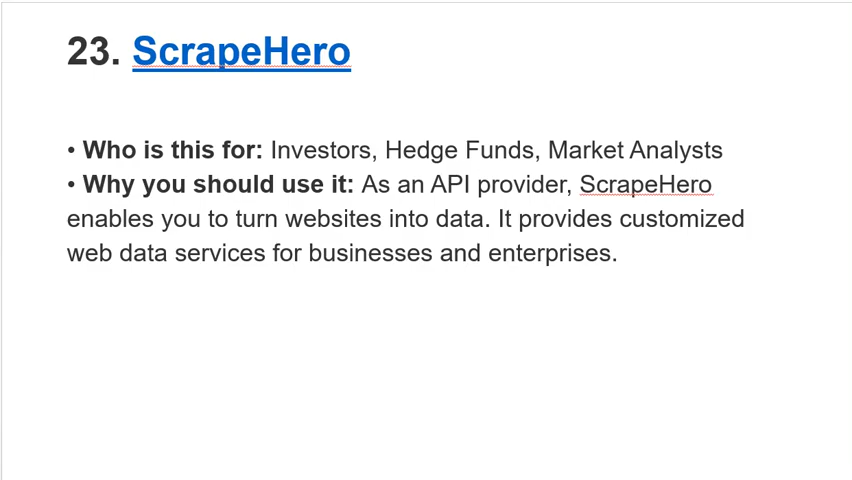 23. ScrapeHero
• Who is this for: Investors, Hedge Funds, Market Analysts
• Why you should use it: As an API provider, ScrapeHero
enables you to turn websites into data. It provides customized
web data services for businesses and enterprises.